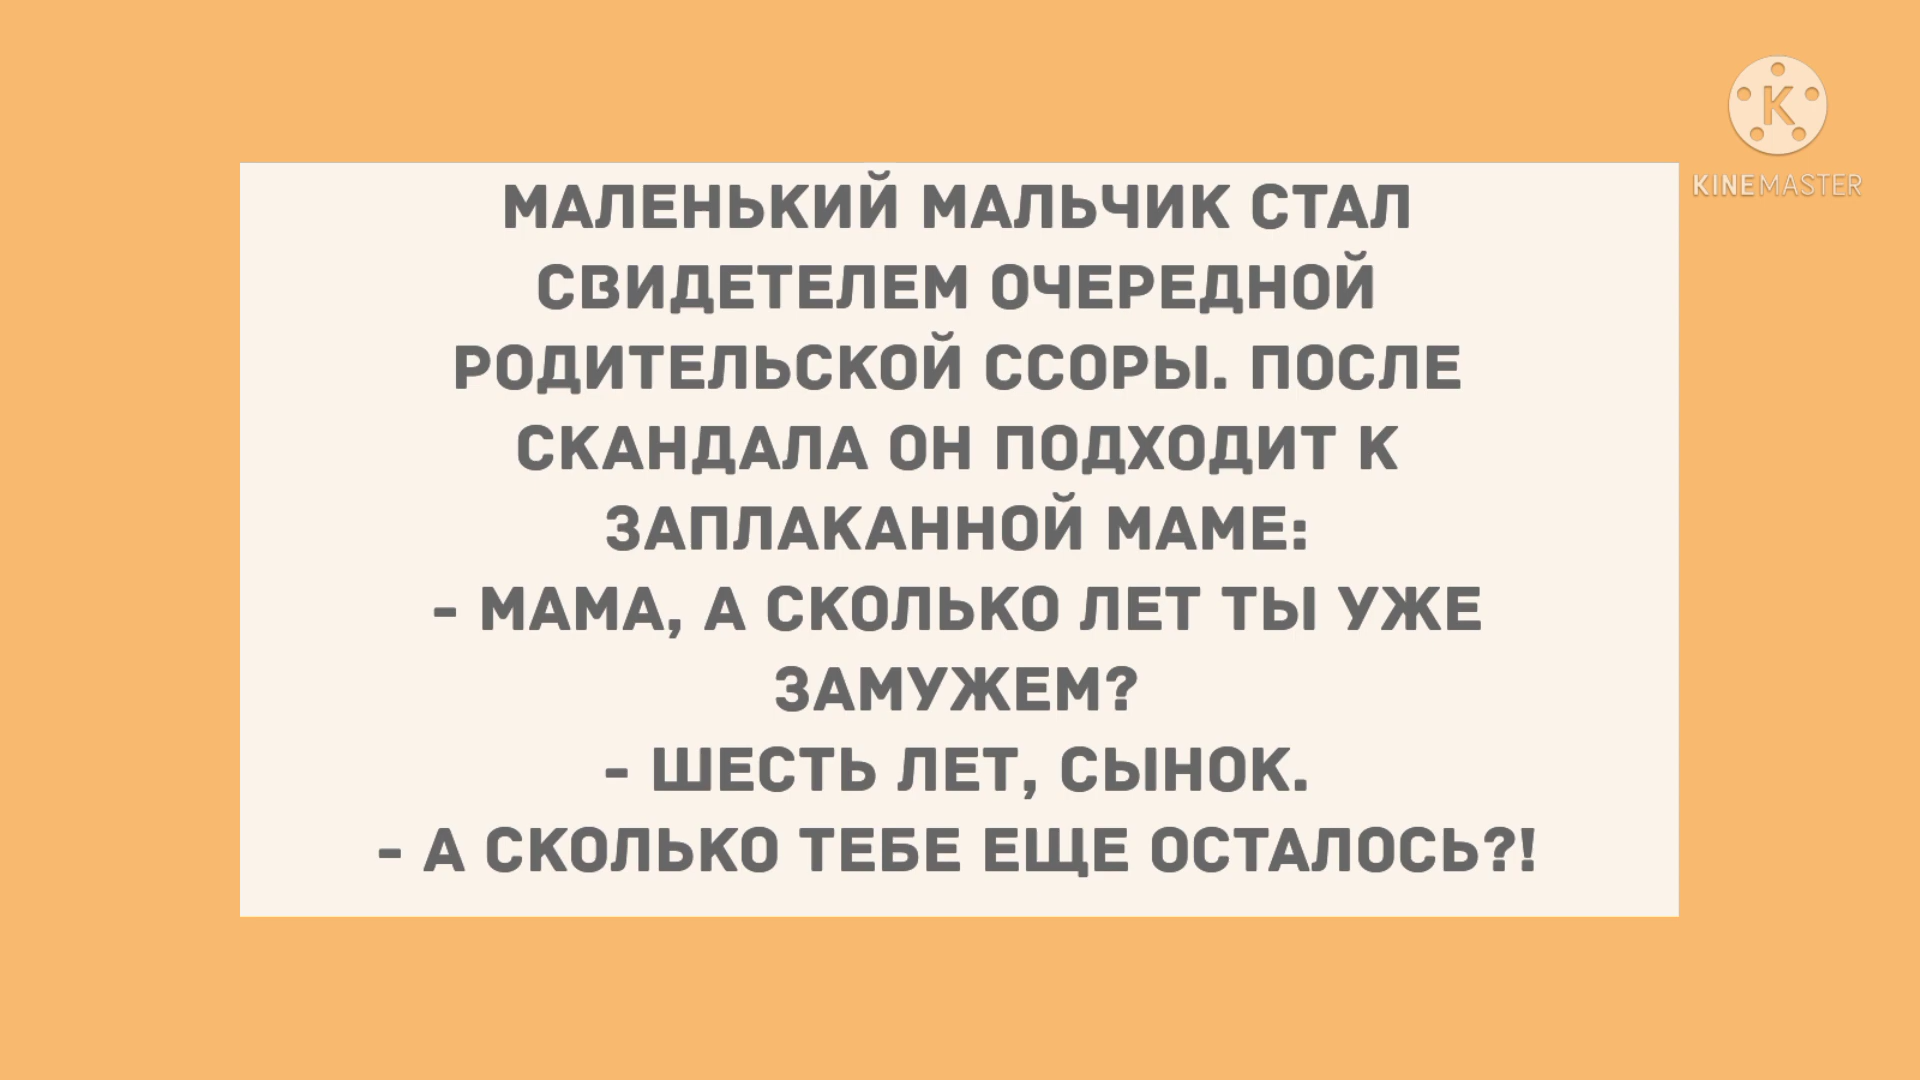 МАЛЕНЬКИЙ МАЛЬЧИК СТАЛ
СВИДЕТЕЛЕМ ОЧЕРЕДНОЙ
РОДИТЕЛЬСКОЙ ССОРЫ. ПОСЛЕ
СКАНДАЛА ОН ПОДХОДИТ К
ЗАПЛАКАННОЙ МАМЕ:
- МАМА, А СКОЛЬКО ЛЕТ ТЫ УЖЕ
ЗАМУЖЕМ?
- ШЕСТЬ ЛЕТ, СЫНОК.
- А СКОЛЬКО ТЕБЕ ЕЩЕ ОСТАЛОСЬ?!
K
KINEMASTER